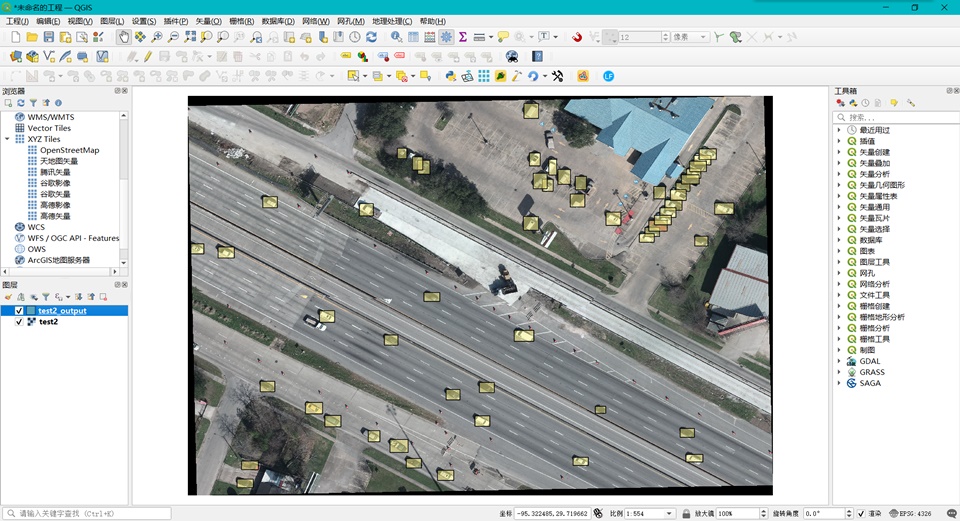 *未命名的工程 — QGIS
工程(J) 编辑(E) 视图(V) 图层(L) 设置(S) 插件(P) 矢量(O) 栅格(R) 数据库(D) 网络(W) 网孔(M) 地理处理(C) 帮助(H)
12 像素
浏览器
WMS/WMTS
Vector Tiles
XYZ Tiles
OpenStreetMap
天地图矢量
腾讯矢量
谷歌影像
谷歌矢量
高德影像
高德矢量
WCS
WFS / OGC API - Features
OWS
ArcGIS地图服务器
图层
test2_output
test2
工具箱
搜索...
最近用过
插值
矢量创建
矢量叠加
矢量分析
矢量几何图形
矢量属性表
矢量通用
矢量瓦片
矢量选择
数据库
图表
图层工具
网孔
网络分析
文件工具
栅格创建
栅格地形分析
栅格分析
栅格工具
制图
GDAL
GRASS
SAGA
请输入关键字查找 (Ctrl+K)
坐标 -95.322485,29.719662 比例 1:554 放大镜 100% 旋转角度 0.0° 渲染 EPSG:4326